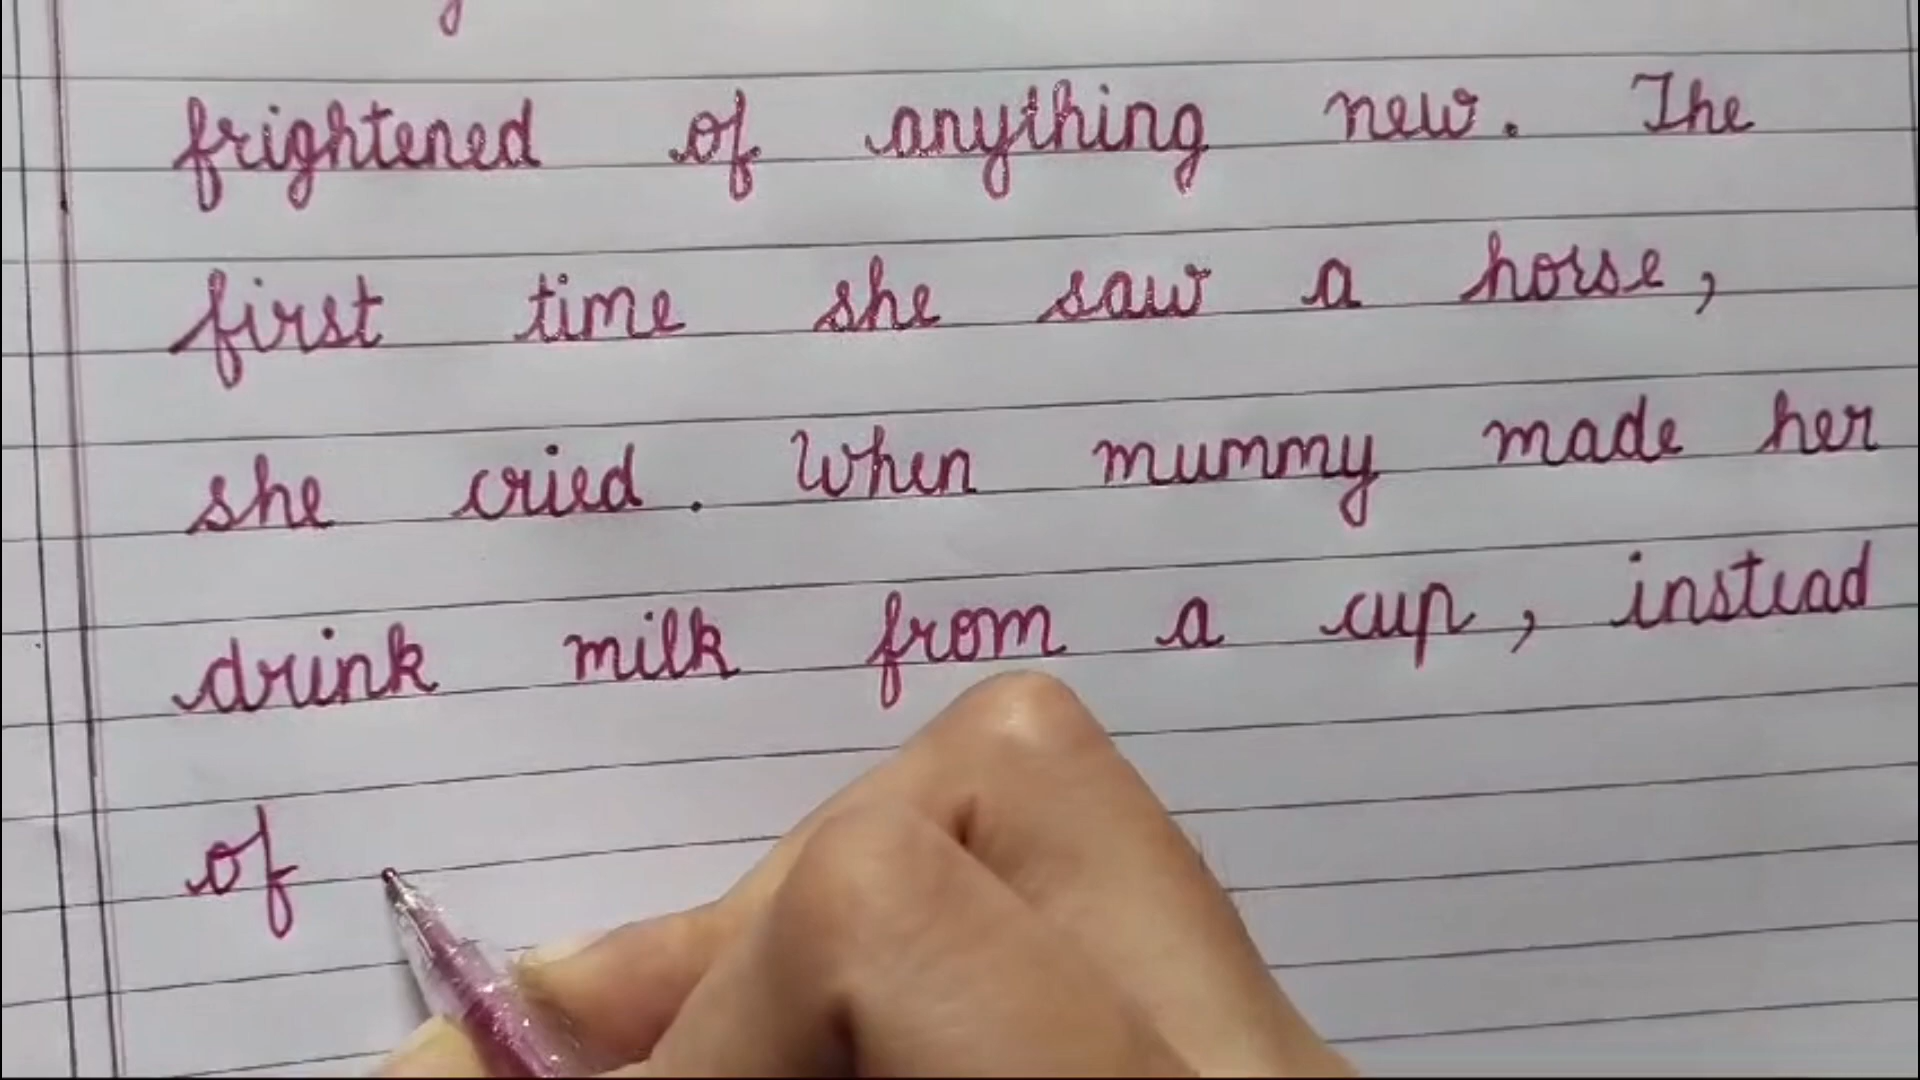 frightened of anything new. The
first time she saw a horse,
she cried. When mummy made her
drink milk from a cup, instead
of